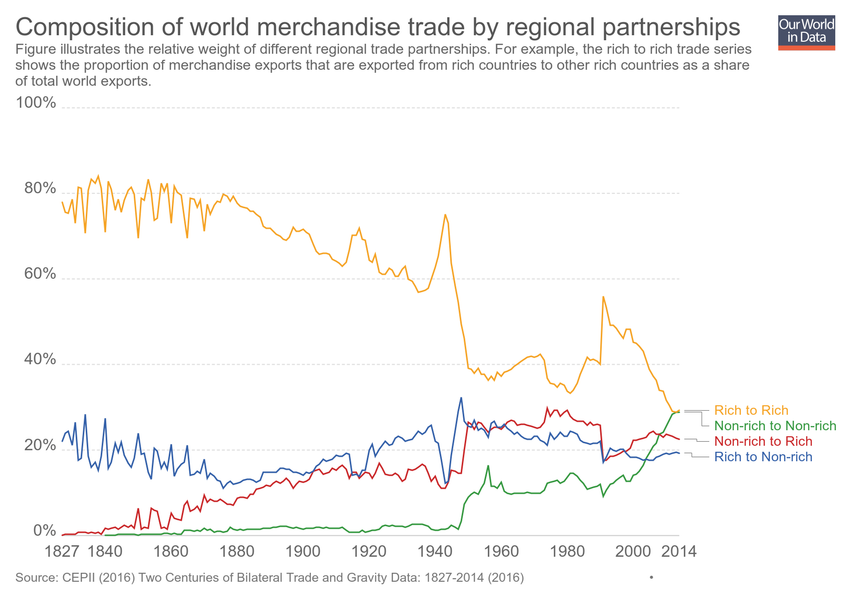 Composition of world merchandise trade by regional partnerships
Our World
in Data
Figure illustrates the relative weight of different regional trade partnerships. For example, the rich to rich trade series
shows the proportion of merchandise exports that are exported from rich countries to other rich countries as a share
of total world exports.
100%
80%
60%
40%
20%
0%
Rich to Rich
Non-rich to Non-rich
Non-rich to Rich
Rich to Non-rich
1827 1840 1860 1880 1900 1920 1940 1960 1980 2000 2014
Source: CEPII (2016) Two Centuries of Bilateral Trade and Gravity Data: 1827-2014 (2016) •